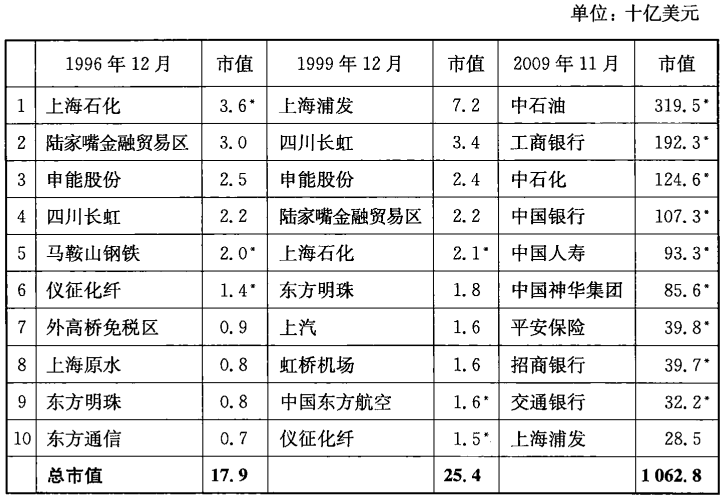 单位：十亿美元
1996 年 12 月 市值 1999 年 12 月 市值 2009 年 11 月 市值
1 上海石化 3.6* 上海浦发 7.2 中石油 319.5*
2 陆家嘴金融贸易区 3.0 四川长虹 3.4 工商银行 192.3*
3 申能股份 2.5 申能股份 2.4 中石化 124.6*
4 四川长虹 2.2 陆家嘴金融贸易区 2.2 中国银行 107.3*
5 马鞍山钢铁 2.0* 上海石化 2.1* 中国人寿 93.3*
6 仪征化纤 1.4* 东方明珠 1.8 中国神华集团 85.6*
7 外高桥免税区 0.9 上汽 1.6 平安保险 39.8*
8 上海原水 0.8 虹桥机场 1.6 招商银行 39.7*
9 东方明珠 0.8 中国东方航空 1.6* 交通银行 32.2*
10 东方通信 0.7 仪征化纤 1.5* 上海浦发 28.5
总市值 17.9 25.4 1 062.8